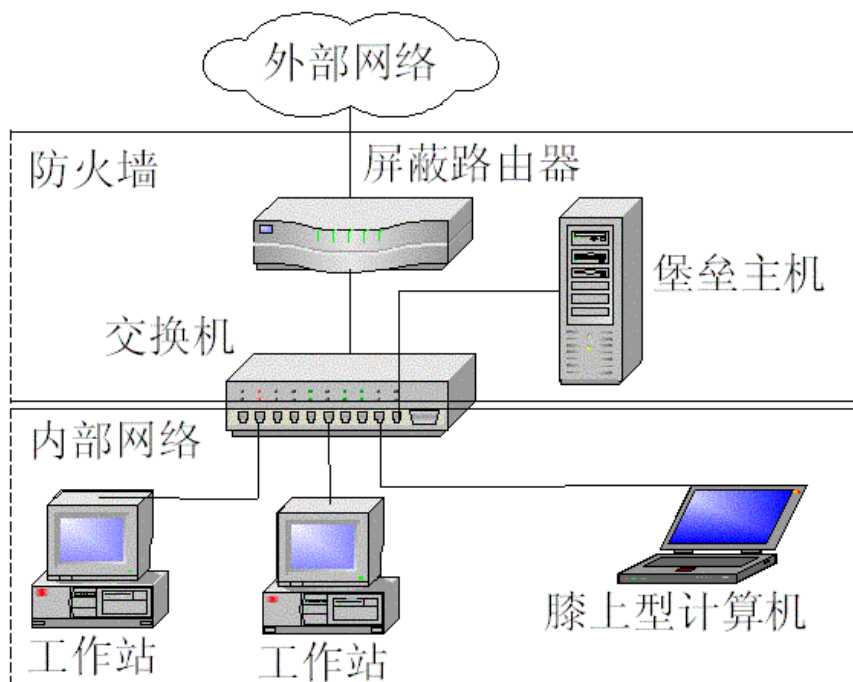 外部网络
防火墙
屏蔽路由器
堡垒主机
交换机
内部网络
膝上型计算机
工作站
工作站